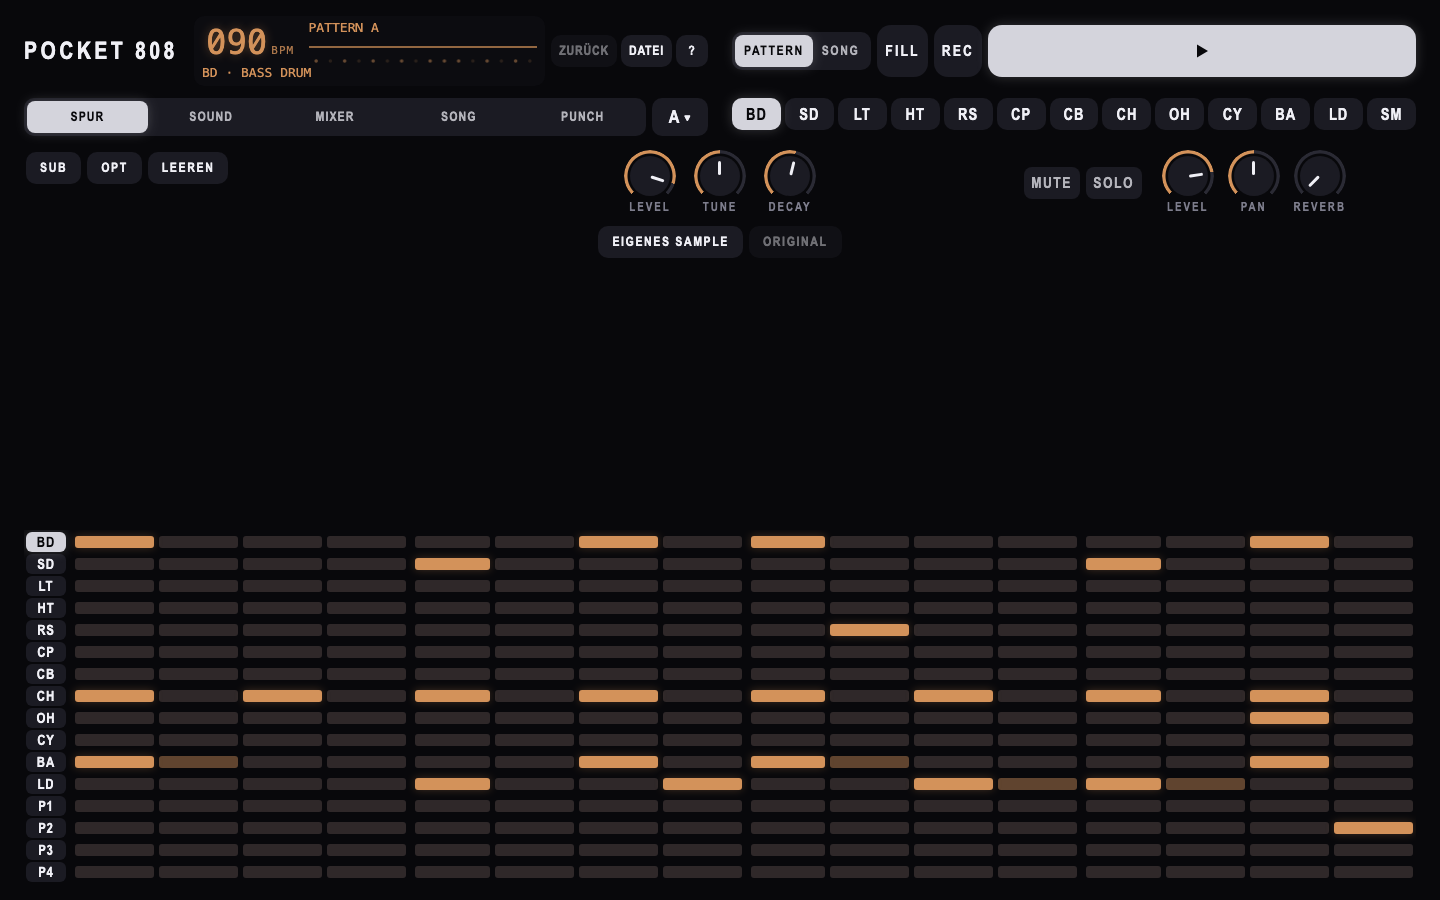 POCKET 808
090 BPM
PATTERN A
BD · BASS DRUM
ZURÜCK DATEI ?
PATTERN SONG FILL REC
SPUR SOUND MIXER SONG PUNCH A
BD SD LT HT RS CP CB CH OH CY BA LD SM
SUB OPT LEEREN
LEVEL TUNE DECAY
MUTE SOLO
LEVEL PAN REVERB
EIGENES SAMPLE ORIGINAL
BD
SD
LT
HT
RS
CP
CB
CH
OH
CY
BA
LD
P1
P2
P3
P4